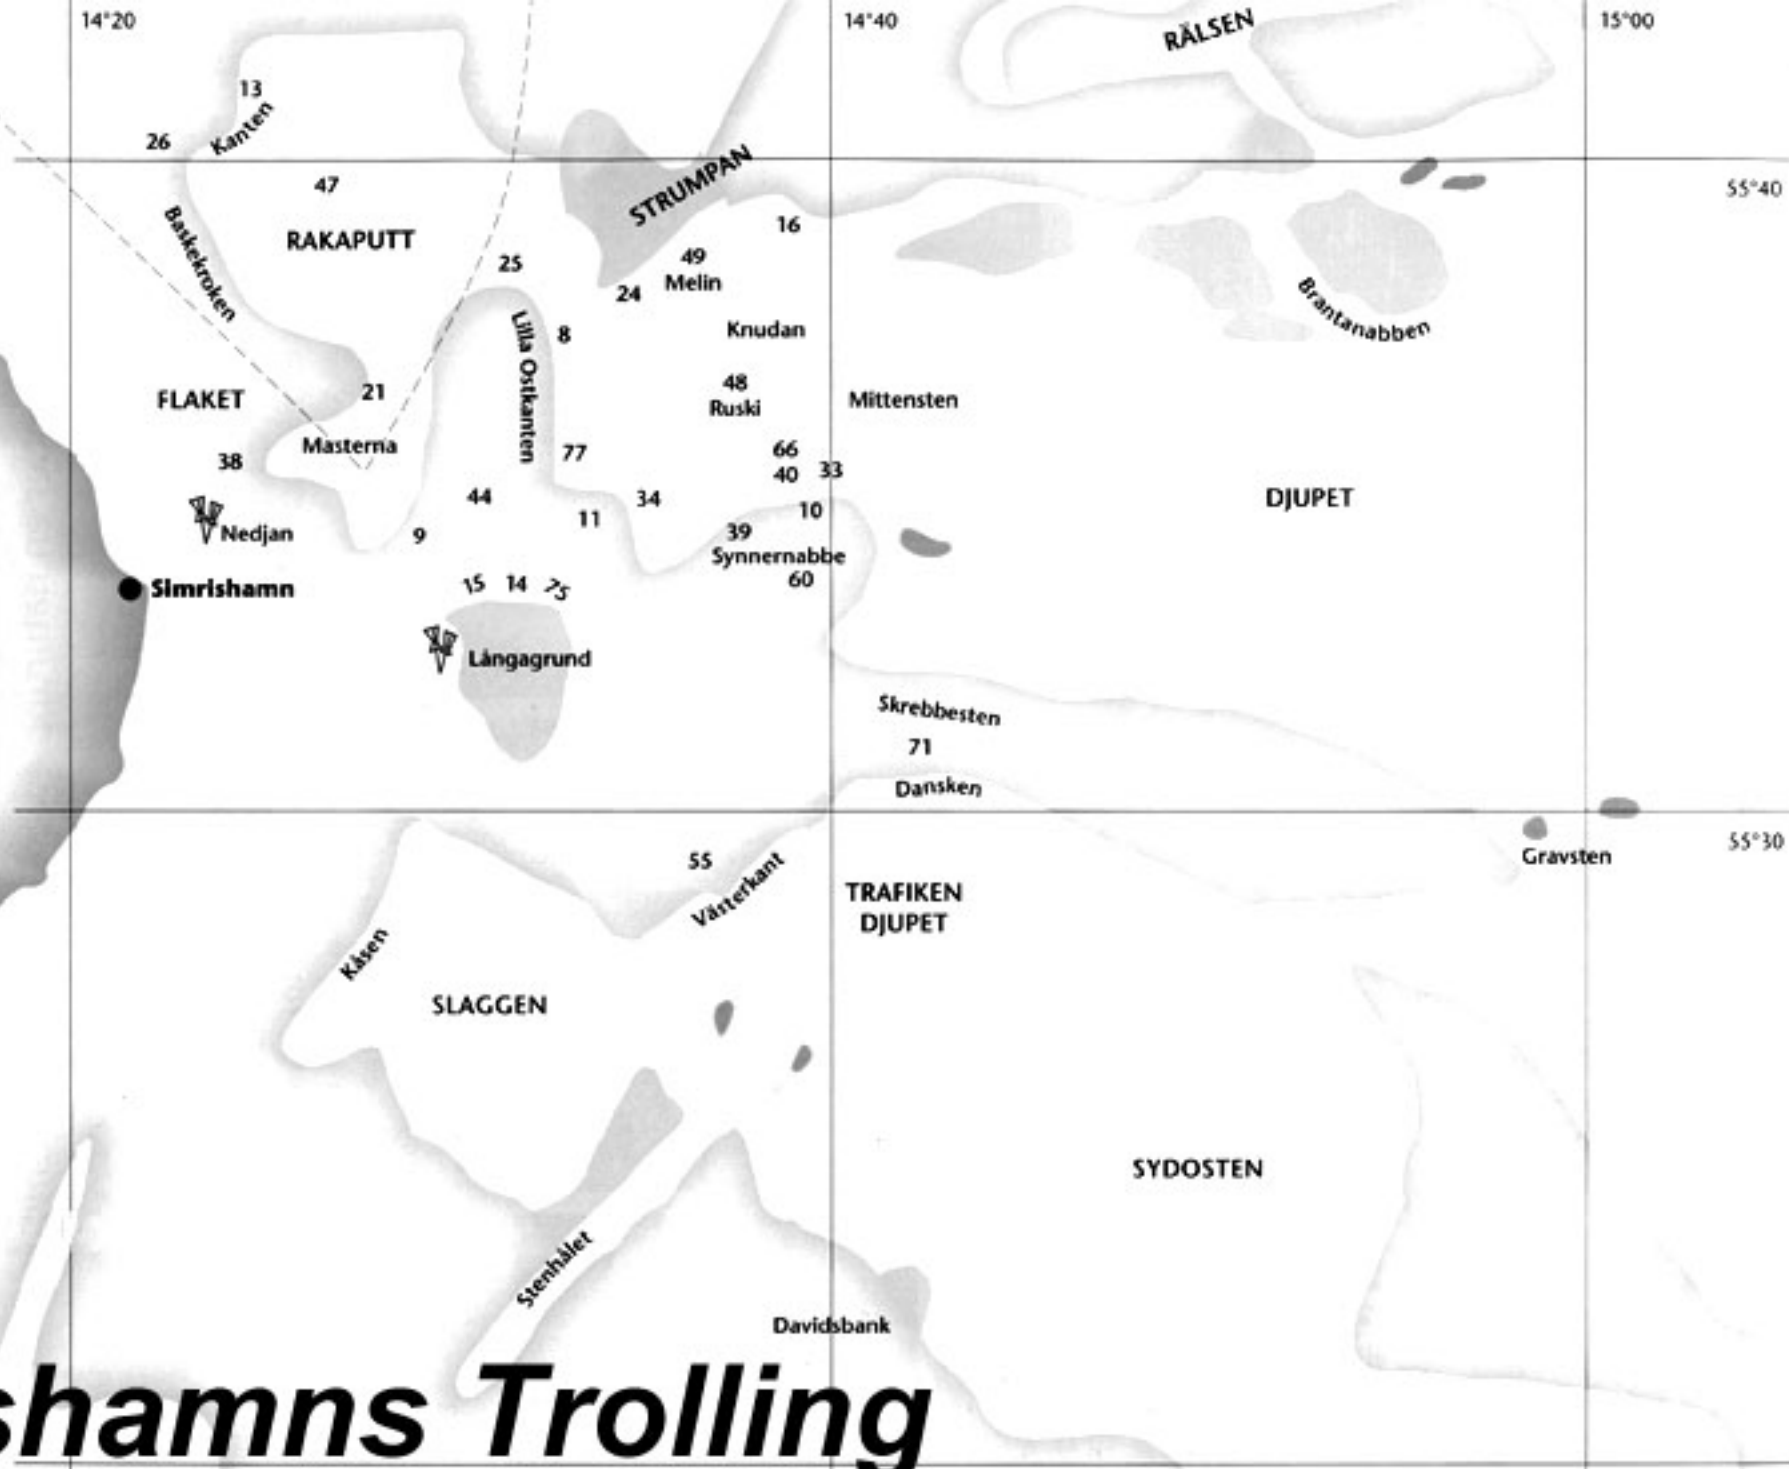 14°20
14°40
15°00
RÄLSEN
13
Kanten
26
55°40
47
STRUMPAN
Baskekroken
RAKAPUTT
16
25
49
Melin
24
Brantanabben
Lilla Ostkanten
8
Knudan
48
Ruski
FLAKET
21
Mittensten
Masterna
38
77
66
40
33
44
34
DJUPET
10
11
39
9
Nedjan
Synnernabbe
60
Simrishamn
15
14
75
Långagrund
Skrebbesten
71
Dansken
55°30
Gravsten
55
Västerkant
TRAFIKEN
DJUPET
Kåsen
SLAGGEN
SYDOSTEN
Stenhålet
Davidsbank
shamns Trolling